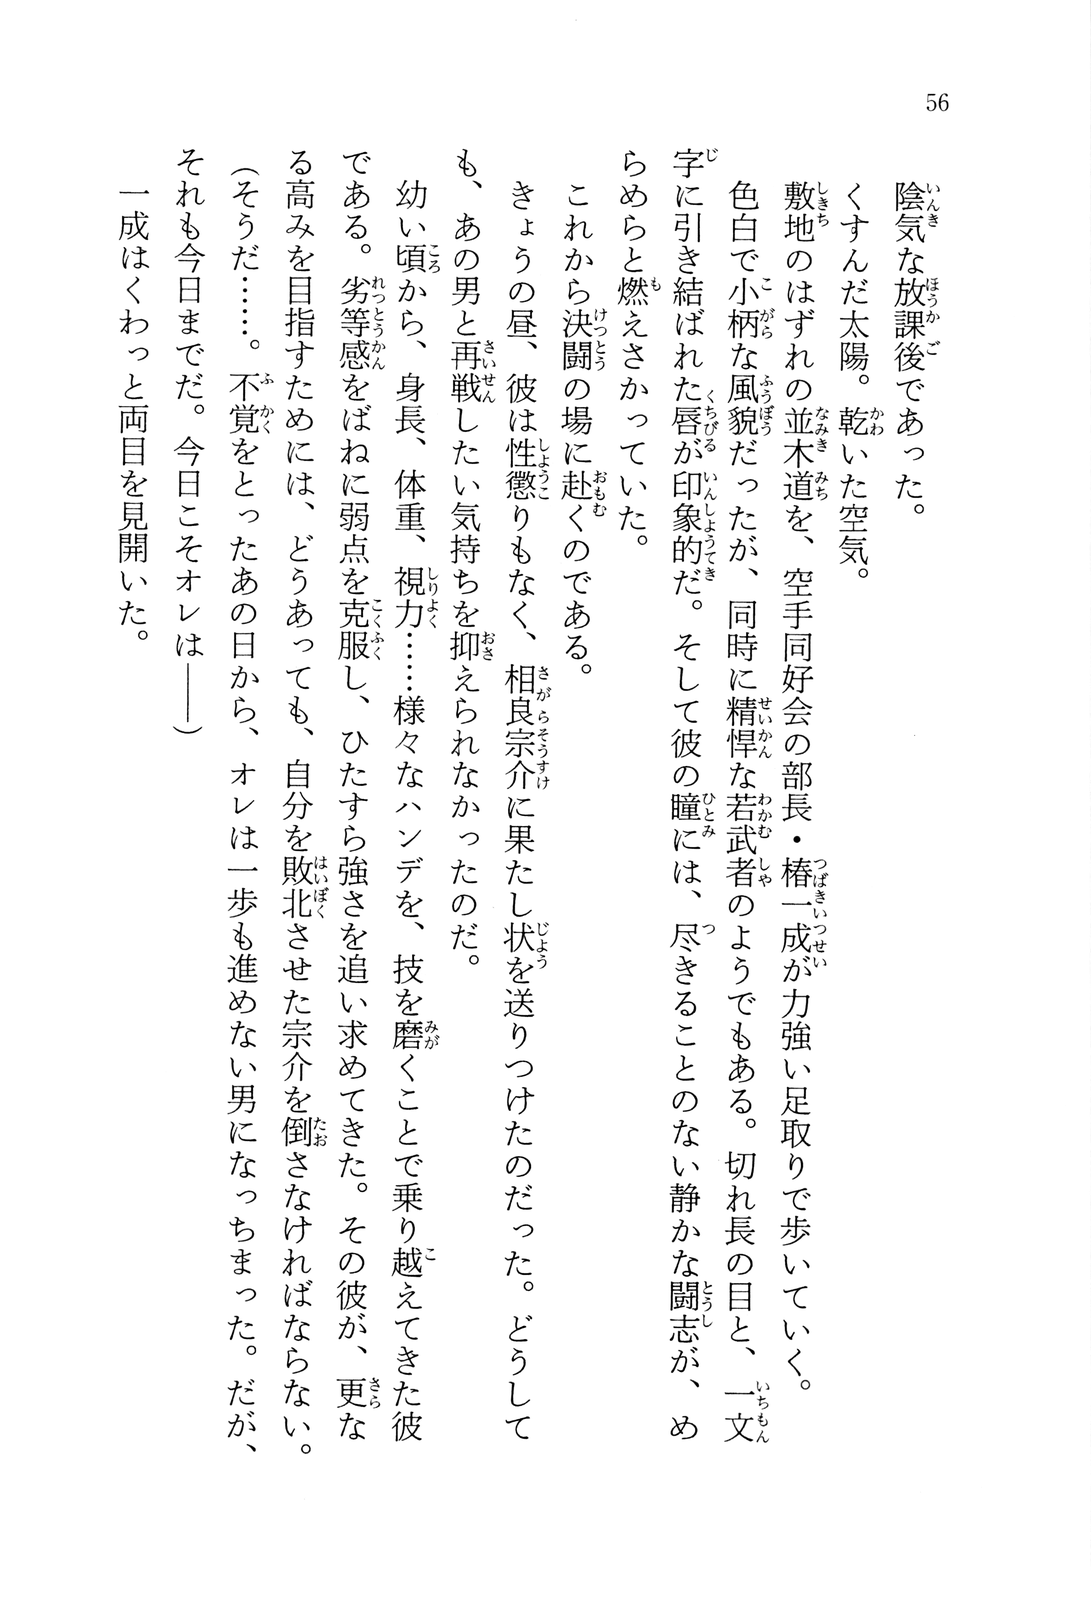 56
陰気な放課後であった。
くすんだ太陽。乾いた空気。
敷地のはずれの並木道を、空手同好会の部長・椿一成が力強い足取りで歩いていく。
色白で小柄な風貌だったが、同時に精悍な若武者のようでもある。切れ長の目と、一文
字に引き結ばれた唇が印象的だ。そして彼の瞳には、尽きることのない静かな闘志が、め
らめらと燃えさかっていた。
これから決闘の場に赴くのである。
きょうの昼、彼は性懲りもなく、相良宗介に果たし状を送りつけたのだった。どうして
も、あの男と再戦したい気持ちを抑えられなかったのだ。
幼い頃から、身長、体重、視力……様々なハンデを、技を磨くことで乗り越えてきた彼
である。劣等感をばねに弱点を克服し、ひたすら強さを追い求めてきた。その彼が、更な
る高みを目指すためには、どうあっても、自分を敗北させた宗介を倒さなければならない。
（そうだ……。不覚をとったあの日から、オレは一歩も進めない男になっちまった。だが、
それも今日までだ。今日こそオレは――）
一成はくわっと両目を見開いた。